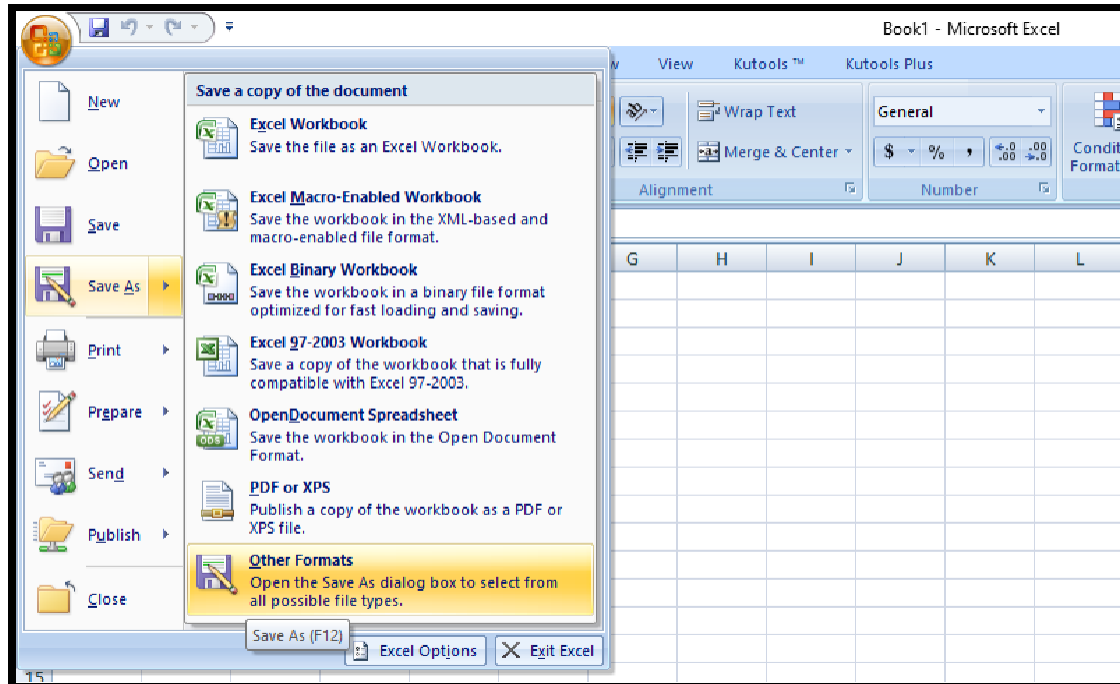 Book1 - Microsoft Excel
View Kutools ™ Kutools Plus
New
Open
Save
Save As
Print
Prepare
Send
Publish
Close
Save a copy of the document
Excel Workbook
Save the file as an Excel Workbook.
Excel Macro-Enabled Workbook
Save the workbook in the XML-based and
macro-enabled file format.
Excel Binary Workbook
Save the workbook in a binary file format
optimized for fast loading and saving.
Excel 97-2003 Workbook
Save a copy of the workbook that is fully
compatible with Excel 97-2003.
OpenDocument Spreadsheet
ODS
Save the workbook in the Open Document
Format.
PDF or XPS
Publish a copy of the workbook as a PDF or
XPS file.
Other Formats
Open the Save As dialog box to select from
all possible file types.
Save As (F12)
Excel Options
Exit Excel
Wrap Text
Merge & Center
Alignment
General
$ % , .0 .00 .00 .0
Number
Condit
Format
G H I J K L
15